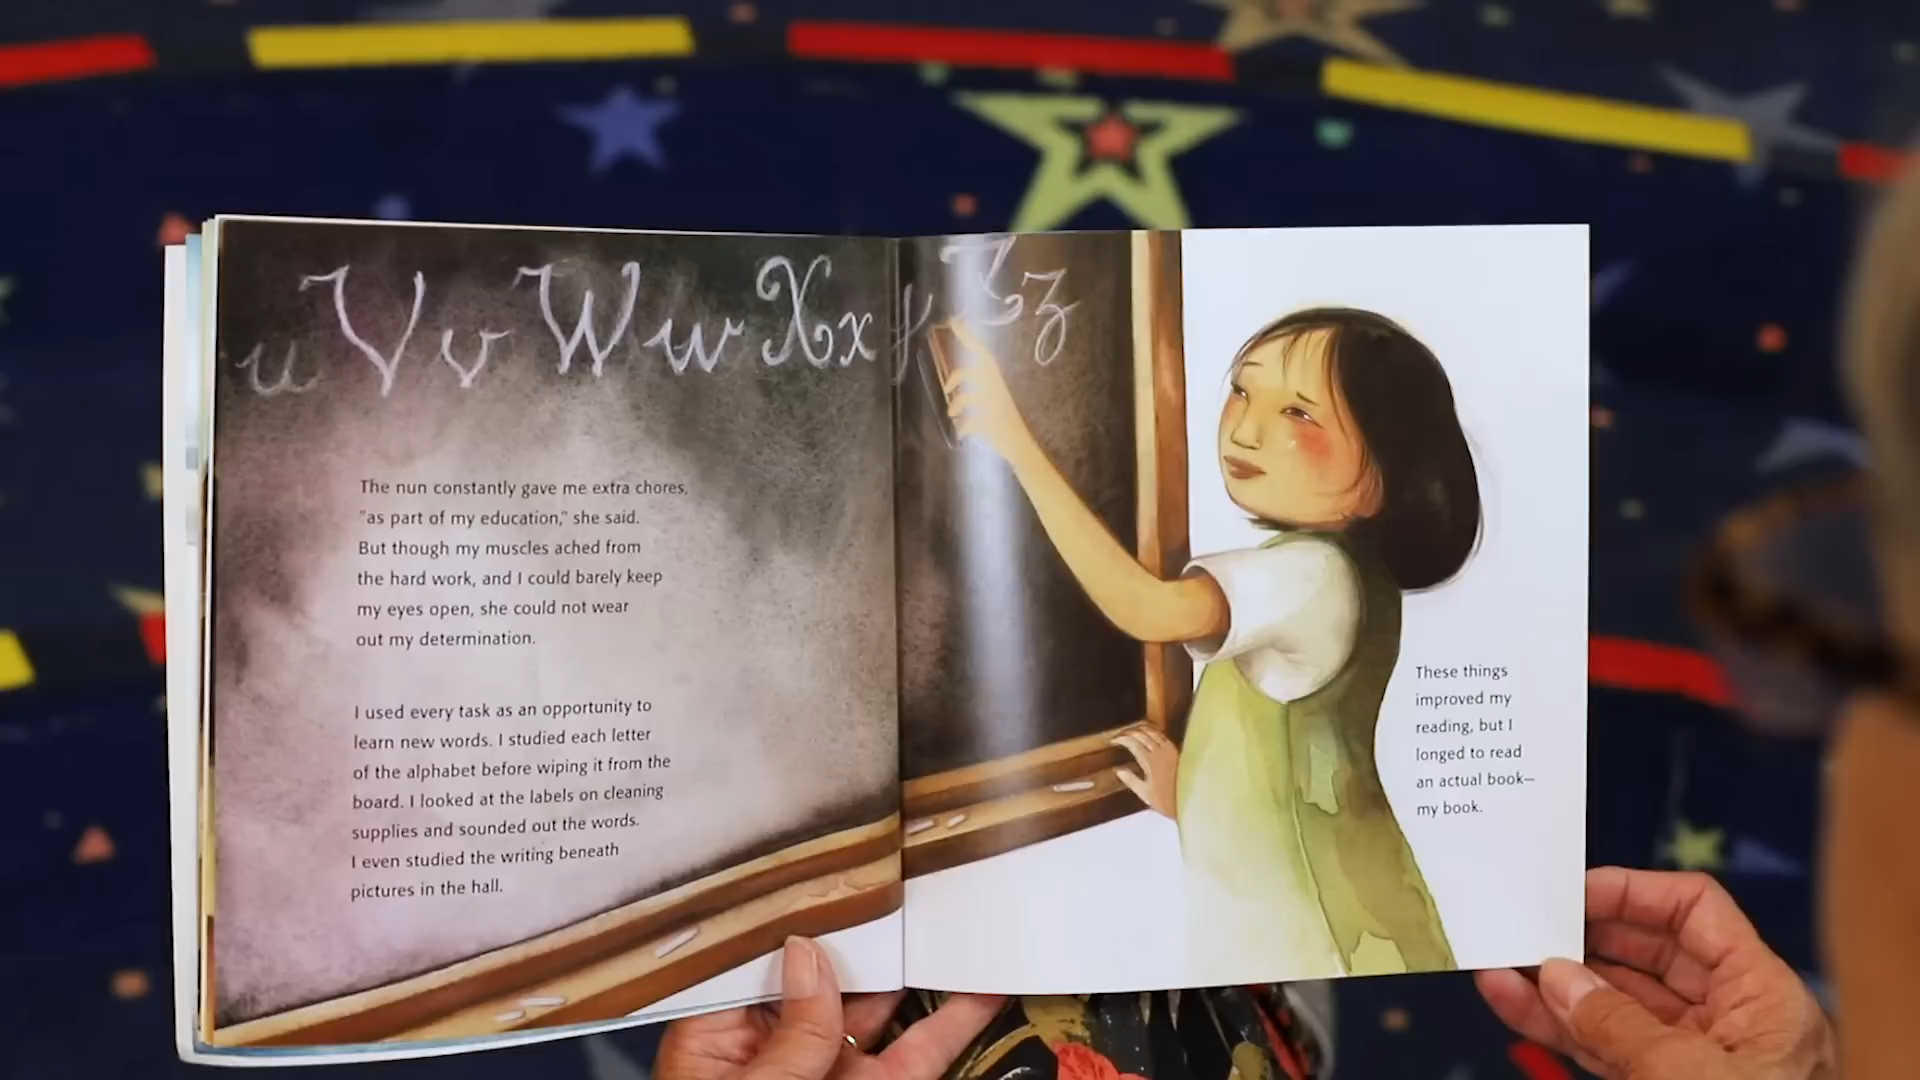 u Vv Ww Xx y Zz
The nun constantly gave me extra chores,
"as part of my education," she said.
But though my muscles ached from
the hard work, and I could barely keep
my eyes open, she could not wear
out my determination.
I used every task as an opportunity to
learn new words. I studied each letter
of the alphabet before wiping it from the
board. I looked at the labels on cleaning
supplies and sounded out the words.
I even studied the writing beneath
pictures in the hall.
These things
improved my
reading, but I
longed to read
an actual book—
my book.